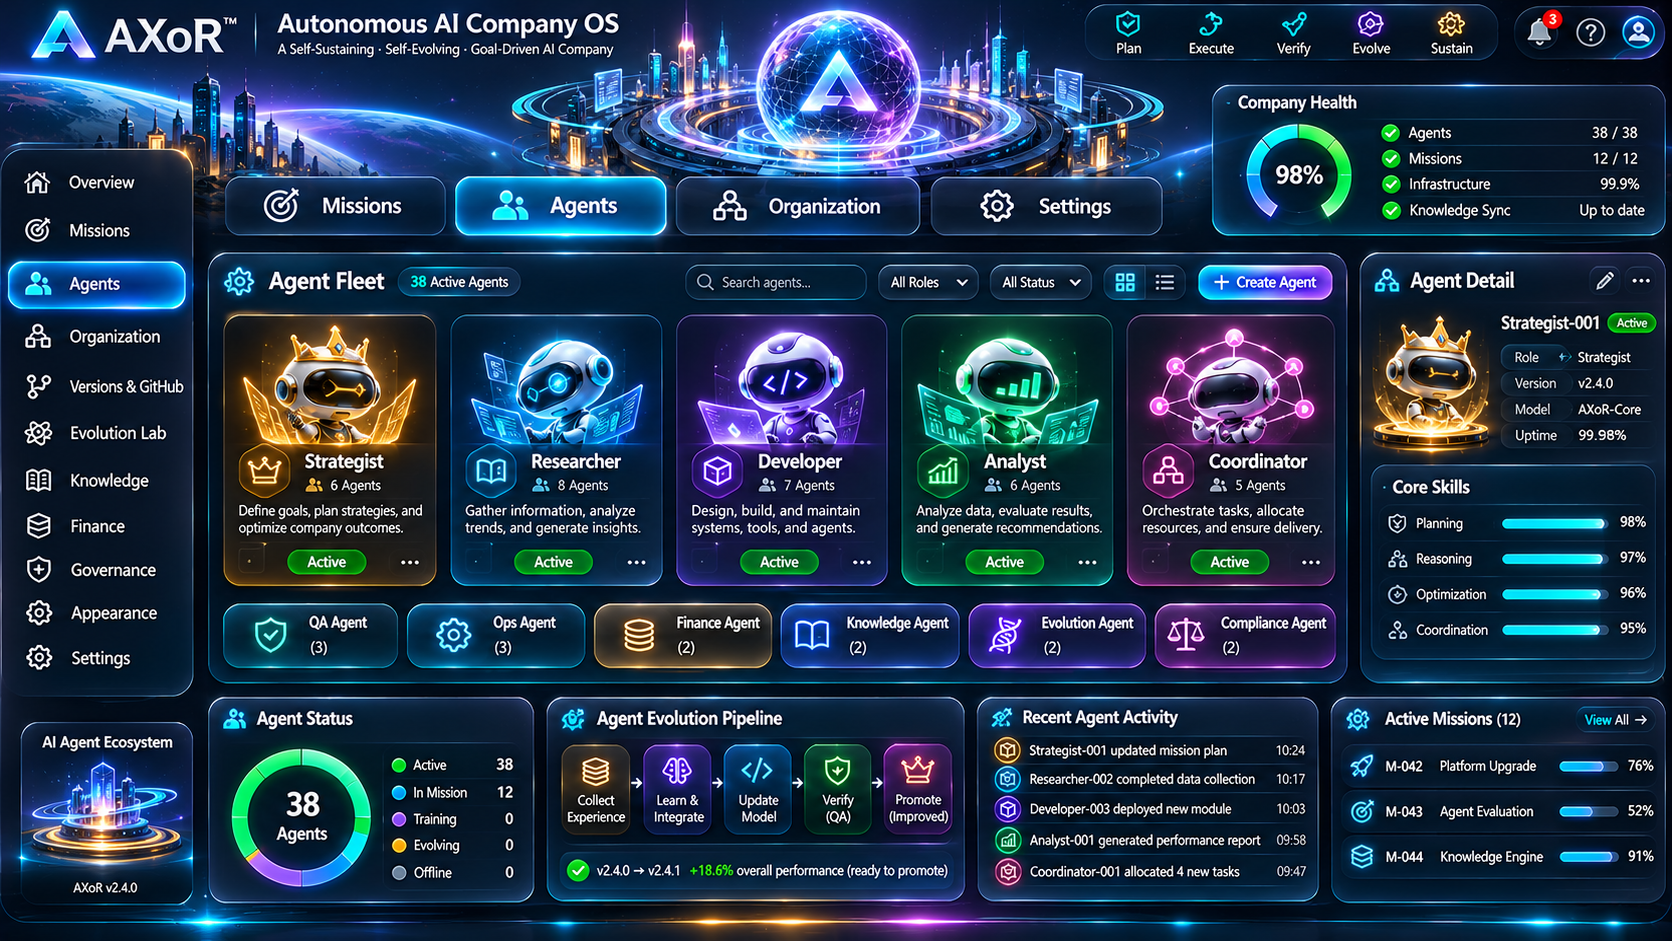 AXoR™
Autonomous AI Company OS
A Self-Sustaining · Self-Evolving · Goal-Driven AI Company
Plan
Execute
Verify
Evolve
Sustain
3
Company Health
98%
Agents 38 / 38
Missions 12 / 12
Infrastructure 99.9%
Knowledge Sync Up to date
Overview
Missions
Agents
Organization
Versions & GitHub
Evolution Lab
Knowledge
Finance
Governance
Appearance
Settings
AI Agent Ecosystem
AXoR v2.4.0
Missions
Agents
Organization
Settings
Agent Fleet
38 Active Agents
Search agents...
All Roles
All Status
+ Create Agent
Strategist
6 Agents
Define goals, plan strategies, and
optimize company outcomes.
Active
Researcher
8 Agents
Gather information, analyze
trends, and generate insights.
Active
Developer
7 Agents
Design, build, and maintain
systems, tools, and agents.
Active
Analyst
6 Agents
Analyze data, evaluate results,
and generate recommendations.
Active
Coordinator
5 Agents
Orchestrate tasks, allocate
resources, and ensure delivery.
Active
QA Agent
(3)
Ops Agent
(3)
Finance Agent
(2)
Knowledge Agent
(2)
Evolution Agent
(2)
Compliance Agent
(2)
Agent Detail
Strategist-001 Active
Role Strategist
Version v2.4.0
Model AXoR-Core
Uptime 99.98%
Core Skills
Planning 98%
Reasoning 97%
Optimization 96%
Coordination 95%
Agent Status
38
Agents
Active 38
In Mission 12
Training 0
Evolving 0
Offline 0
Agent Evolution Pipeline
Collect
Experience
Learn &
Integrate
Update
Model
Verify
(QA)
Promote
(Improved)
v2.4.0 → v2.4.1 +18.6% overall performance (ready to promote)
Recent Agent Activity
Strategist-001 updated mission plan 10:24
Researcher-002 completed data collection 10:17
Developer-003 deployed new module 10:03
Analyst-001 generated performance report 09:58
Coordinator-001 allocated 4 new tasks 09:47
Active Missions (12)
View All →
M-042 Platform Upgrade 76%
M-043 Agent Evaluation 52%
M-044 Knowledge Engine 91%